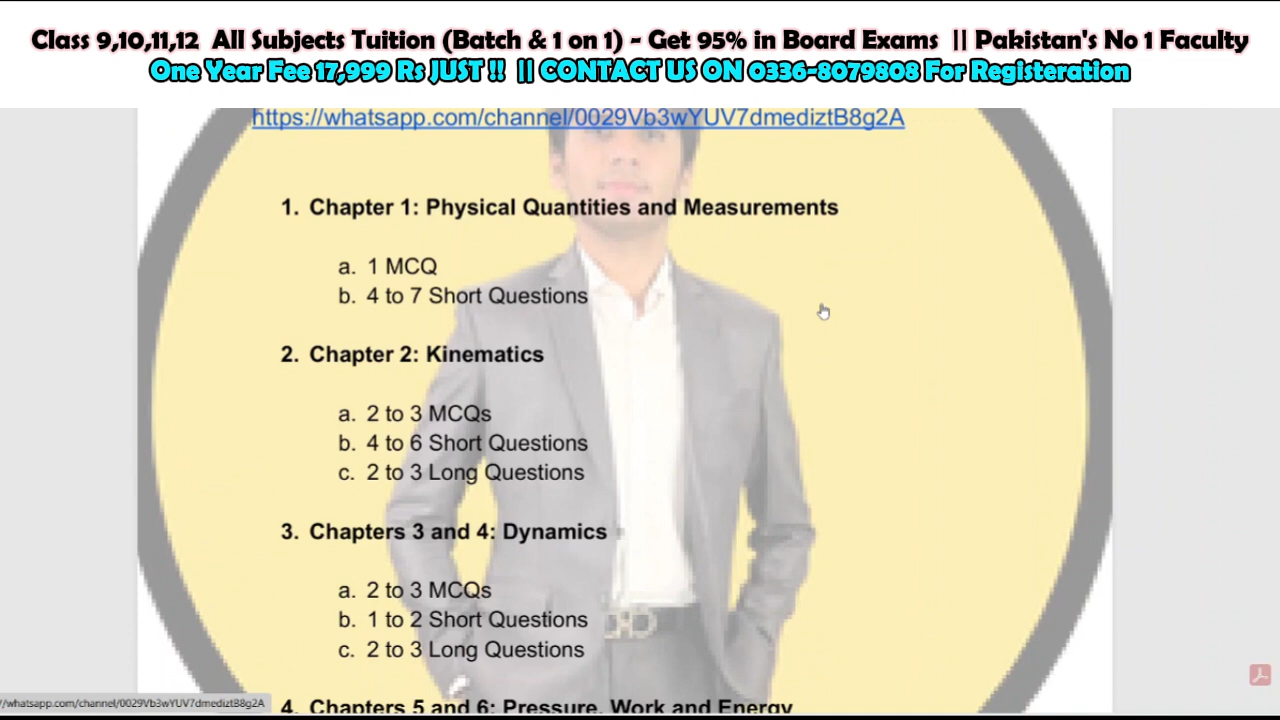 Class 9,10,11,12 All Subjects Tuition (Batch & 1 on 1) - Get 95% in Board Exams || Pakistan's No 1 Faculty
One Year Fee 17,999 Rs JUST !! || CONTACT US ON 0336-8079808 For Registeration
https://whatsapp.com/channel/0029Vb3wYUV7dmediztB8g2A
1. Chapter 1: Physical Quantities and Measurements
a. 1 MCQ
b. 4 to 7 Short Questions
2. Chapter 2: Kinematics
a. 2 to 3 MCQs
b. 4 to 6 Short Questions
c. 2 to 3 Long Questions
3. Chapters 3 and 4: Dynamics
a. 2 to 3 MCQs
b. 1 to 2 Short Questions
c. 2 to 3 Long Questions
4. Chapters 5 and 6: Pressure, Work and Energy
/whatsapp.com/channel/0029Vb3wYUV7dmediztB8g2A